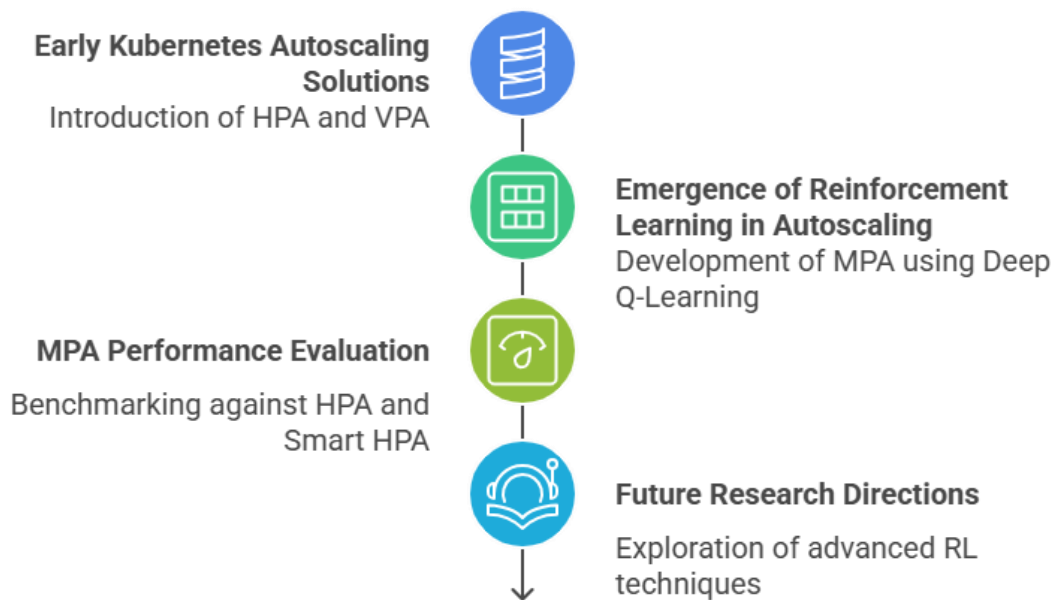 Early Kubernetes Autoscaling
Solutions
Introduction of HPA and VPA
Emergence of Reinforcement
Learning in Autoscaling
Development of MPA using Deep
Q-Learning
MPA Performance Evaluation
Benchmarking against HPA and
Smart HPA
Future Research Directions
Exploration of advanced RL
techniques